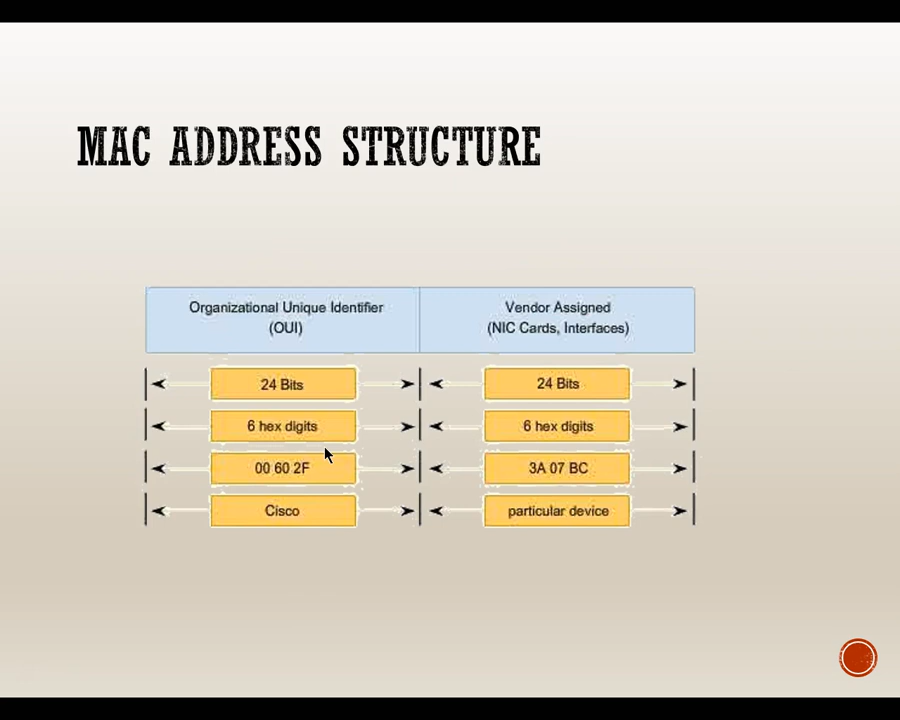 MAC ADDRESS STRUCTURE
Organizational Unique Identifier
(OUI)
Vendor Assigned
(NIC Cards, Interfaces)
24 Bits
24 Bits
6 hex digits
6 hex digits
00 60 2F
3A 07 BC
Cisco
particular device